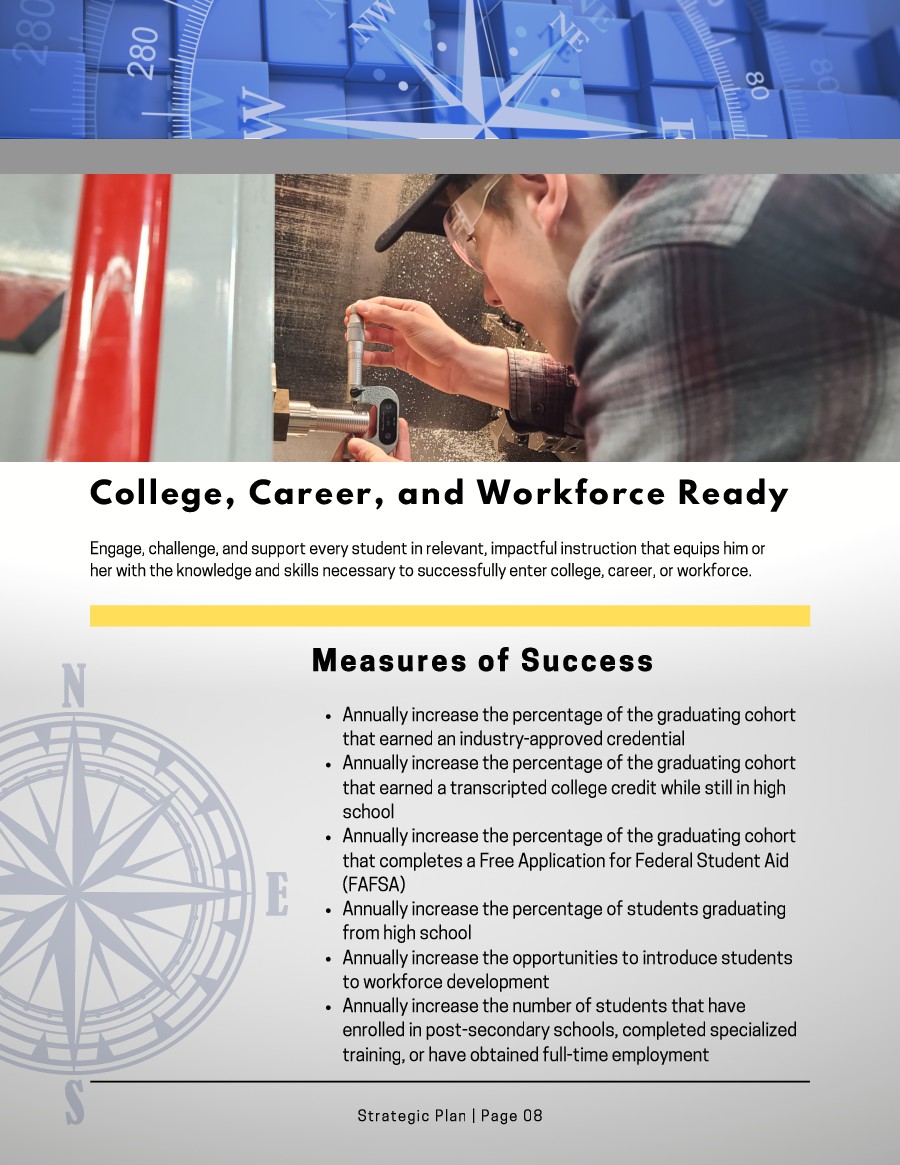 280
NW
NE
W
E
80
College, Career, and Workforce Ready
Engage, challenge, and support every student in relevant, impactful instruction that equips him or
her with the knowledge and skills necessary to successfully enter college, career, or workforce.
Measures of Success
• Annually increase the percentage of the graduating cohort
that earned an industry-approved credential
• Annually increase the percentage of the graduating cohort
that earned a transcripted college credit while still in high
school
• Annually increase the percentage of the graduating cohort
that completes a Free Application for Federal Student Aid
(FAFSA)
• Annually increase the percentage of students graduating
from high school
• Annually increase the opportunities to introduce students
to workforce development
• Annually increase the number of students that have
enrolled in post-secondary schools, completed specialized
training, or have obtained full-time employment
N
E
S
Strategic Plan | Page 08